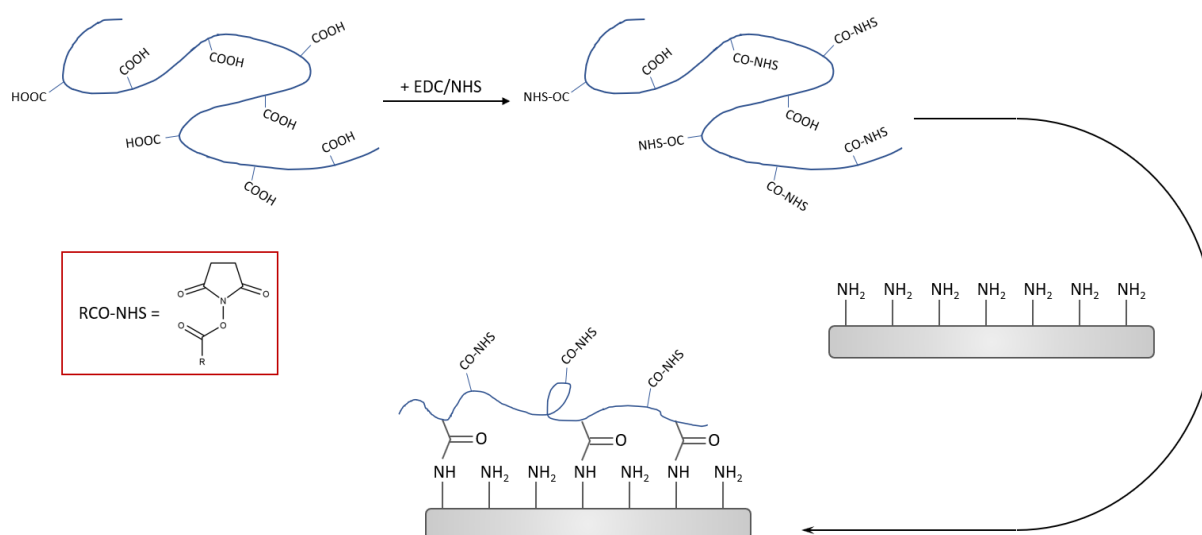 COOH
COOH
COOH
HOOC
COOH
HOOC
COOH
COOH
+ EDC/NHS
CO-NHS
COOH
CO-NHS
NHS-OC
COOH
NHS-OC
CO-NHS
CO-NHS
RCO-NHS =
O
O
N
O
O
R
NH₂ NH₂ NH₂ NH₂ NH₂ NH₂ NH₂
CO-NHS
CO-NHS
CO-NHS
O O O
NH NH₂ NH₂ NH NH₂ NH NH₂